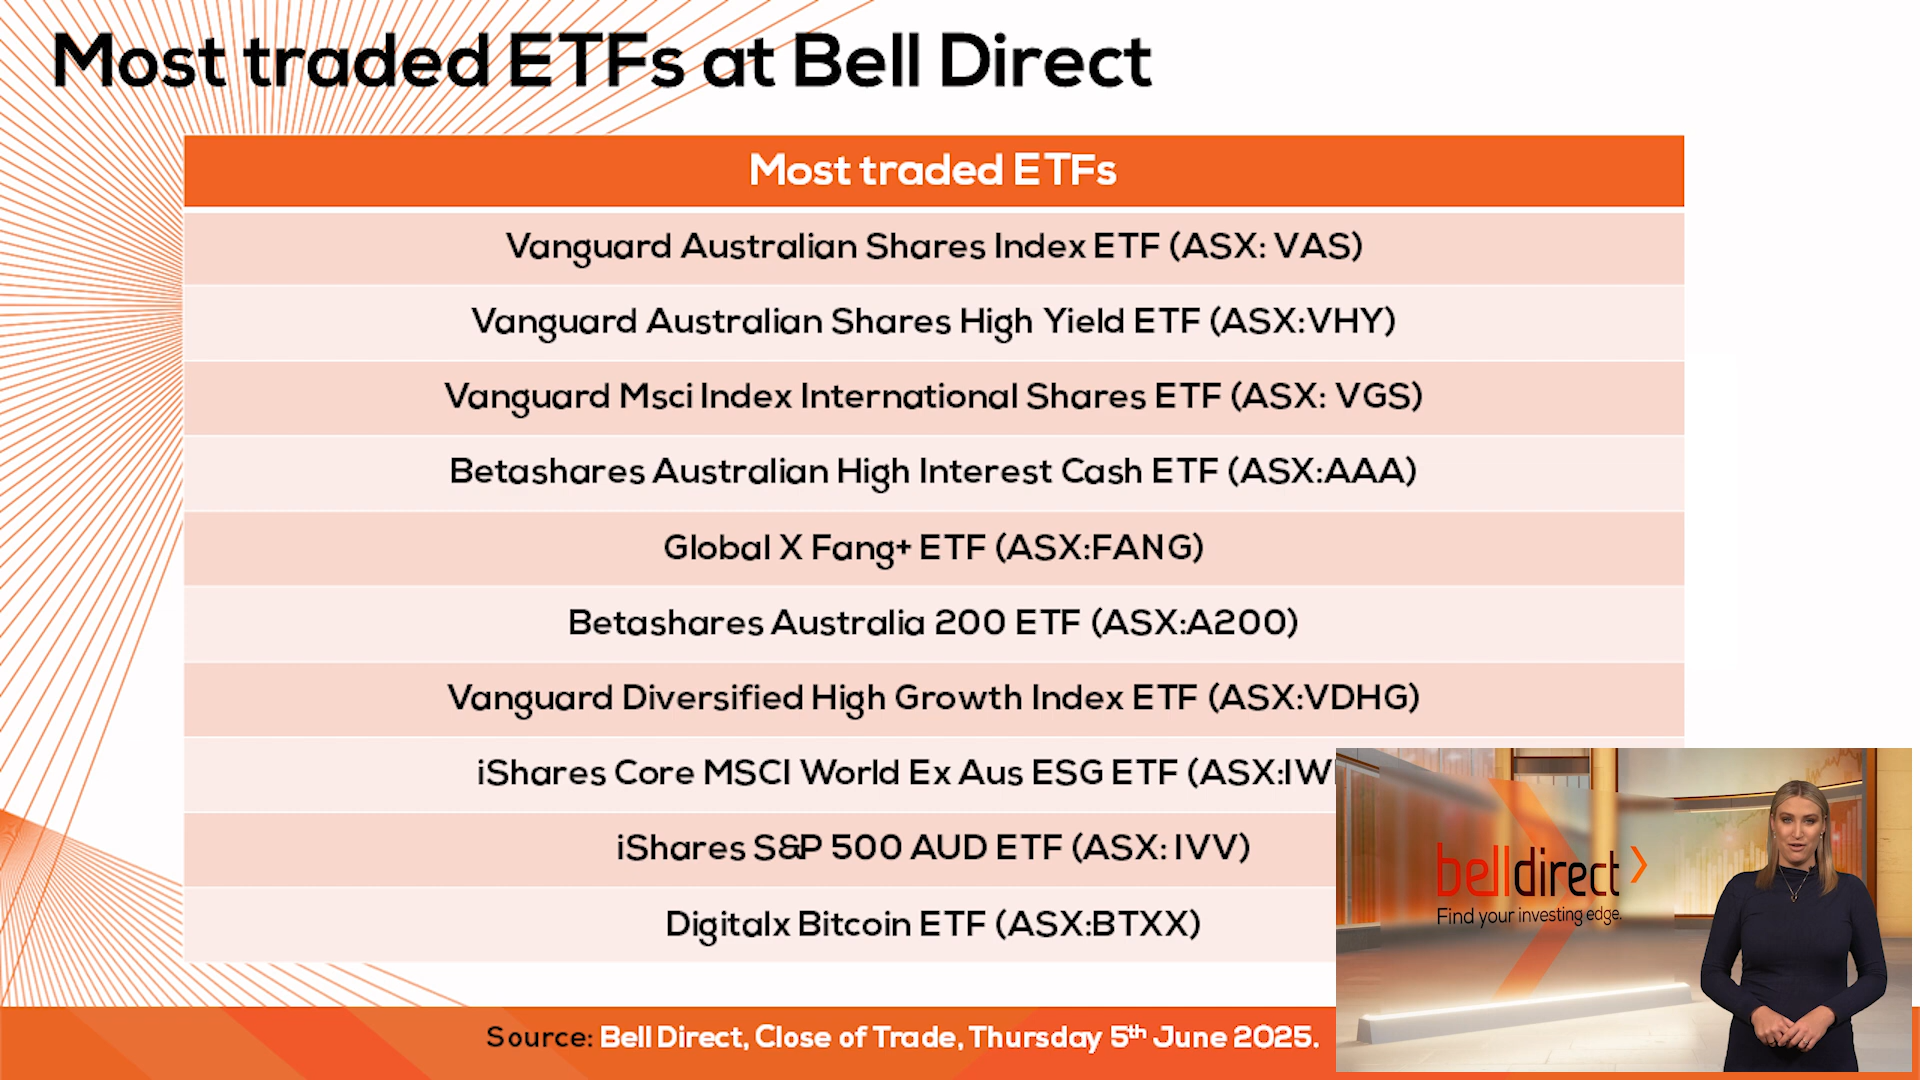 Most traded ETFs at Bell Direct
Most traded ETFs
Vanguard Australian Shares Index ETF (ASX: VAS)
Vanguard Australian Shares High Yield ETF (ASX:VHY)
Vanguard Msci Index International Shares ETF (ASX: VGS)
Betashares Australian High Interest Cash ETF (ASX:AAA)
Global X Fang+ ETF (ASX:FANG)
Betashares Australia 200 ETF (ASX:A200)
Vanguard Diversified High Growth Index ETF (ASX:VDHG)
iShares Core MSCI World Ex Aus ESG ETF (ASX:IW
iShares S&P 500 AUD ETF (ASX: IVV)
Digitalx Bitcoin ETF (ASX:BTXX)
belldirect
Find your investing edge.
Source: Bell Direct, Close of Trade, Thursday 5th June 2025.